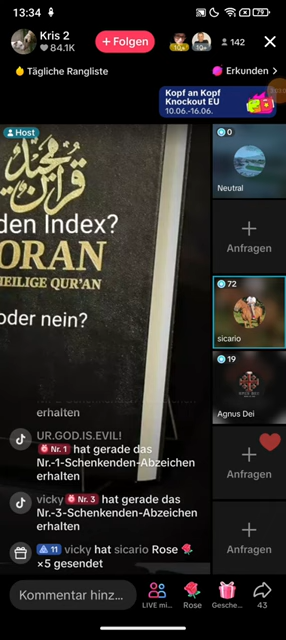 13:34
79
Kris 2
84.1K
+ Folgen
142
Tägliche Rangliste
Erkunden >
Kopf an Kopf
Knockout EU
10.06.-16.06.
Host
0
Neutral
قرآن مجيد
den Index?
ORAN
HEILIGE QUR'AN
oder nein?
Anfragen
72
sicario
19
Agnus Dei
erhalten
UR.GOD.IS.EVIL!
Nr. 1 hat gerade das
Nr.-1-Schenkenden-Abzeichen
erhalten
vicky Nr. 3 hat gerade das
Nr.-3-Schenkenden-Abzeichen
erhalten
11 vicky hat sicario Rose 🌹
×5 gesendet
Anfragen
Anfragen
Kommentar hinz...
LIVE mi...
Rose
Gesche...
43